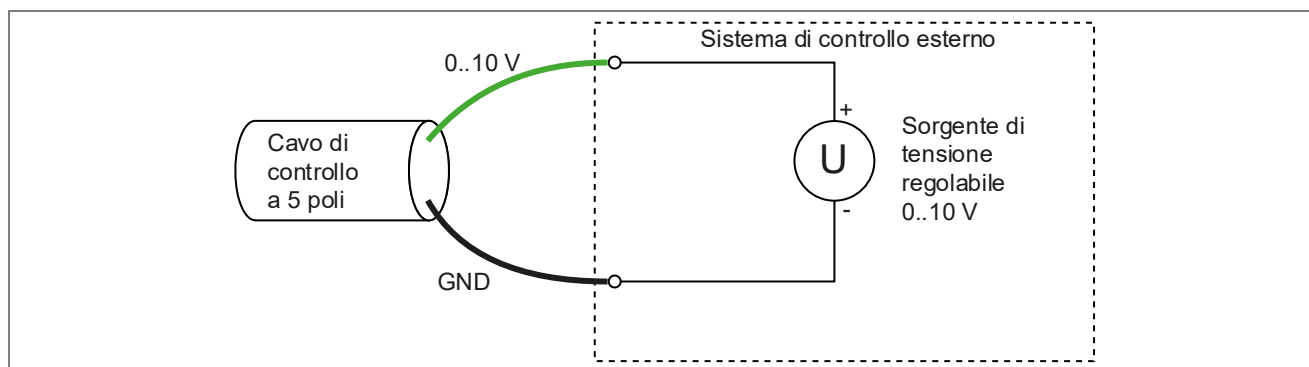 Sistema di controllo esterno
0..10 V
+
Cavo di
controllo
a 5 poli
U
Sorgente di
tensione
regolabile
0..10 V
-
GND